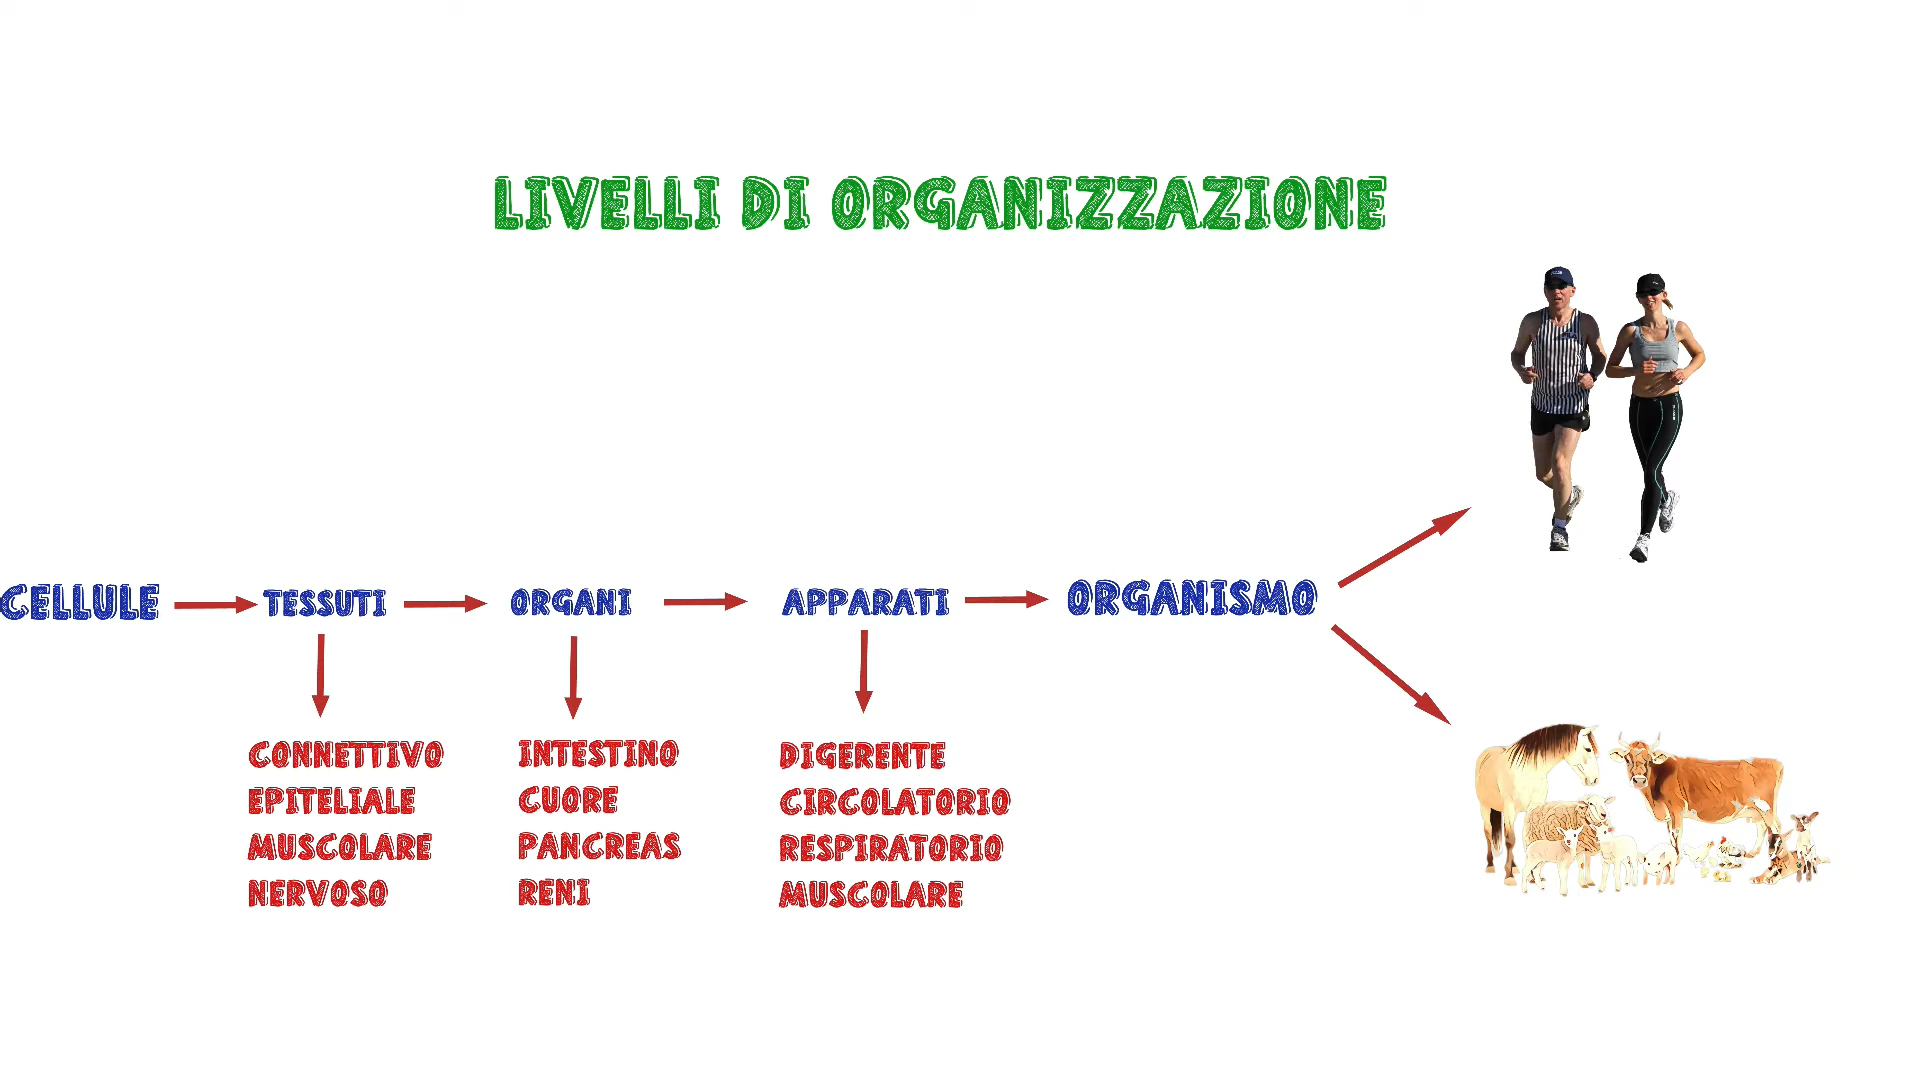 LIVELLI DI ORGANIZZAZIONE
CELLULE TESSUTI ORGANI APPARATI ORGANISMO
CONNETTIVO INTESTINO DIGERENTE
EPITELIALE CUORE CIRCOLATORIO
MUSCOLARE PANCREAS RESPIRATORIO
NERVOSO RENI MUSCOLARE